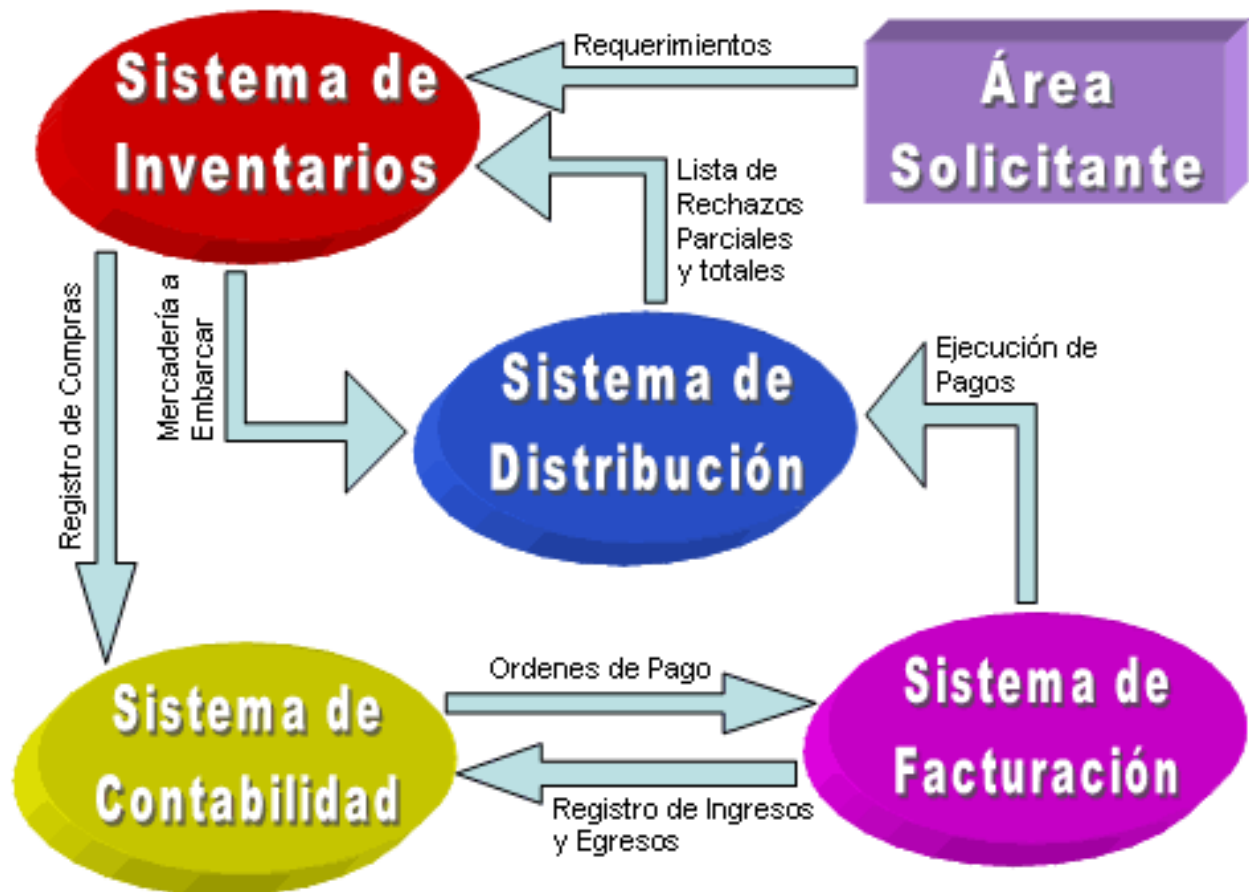 Sistema de
Inventarios
Requerimientos
Área
Solicitante
Lista de
Rechazos
Parciales
y totales
Registro de Compras
Mercadería a
Embarcar
Sistema de
Distribución
Ejecución de
Pagos
Sistema de
Contabilidad
Ordenes de Pago
Registro de Ingresos
y Egresos
Sistema de
Facturación